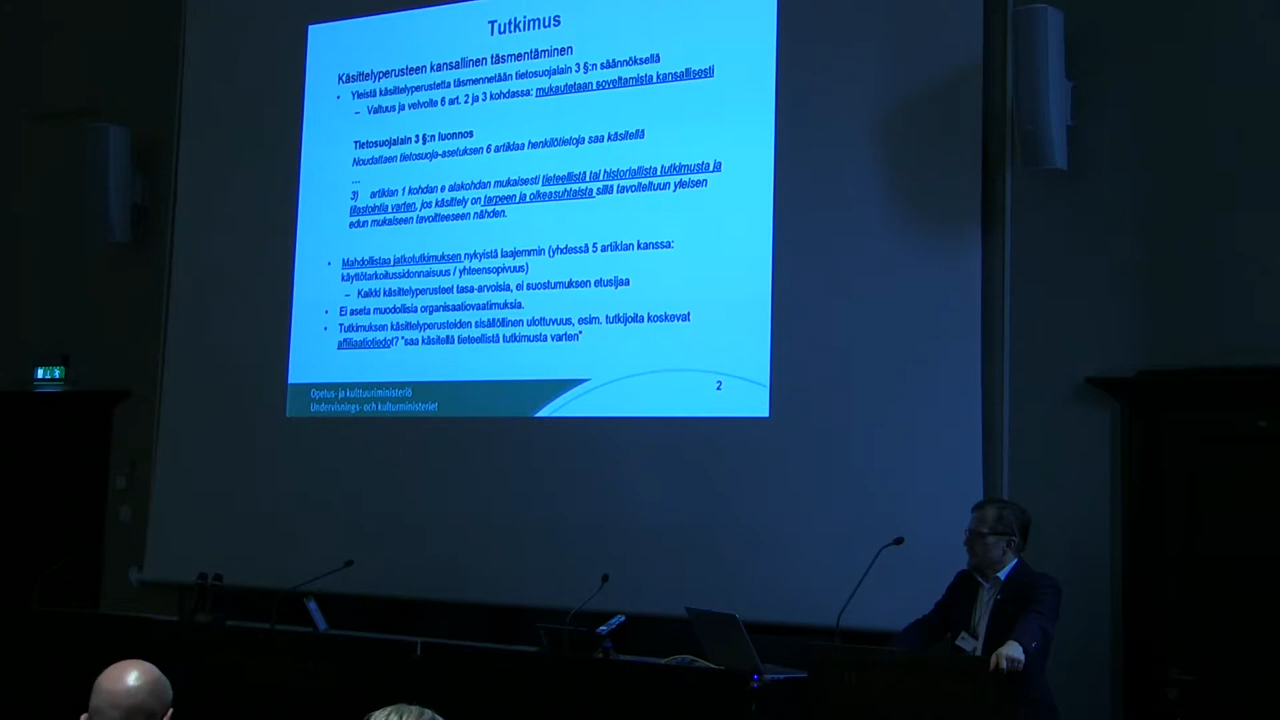 Tutkimus
Käsittelyperusteen kansallinen täsmentäminen
• Yleistä käsittelyperustetta täsmennetään tietosuojalain 3 §:n säännöksellä
– Valtuus ja velvoite 6 art. 2 ja 3 kohdassa: mukautetaan soveltamista kansallisesti
Tietosuojalain 3 §:n luonnos
Noudattaen tietosuoja-asetuksen 6 artiklaa henkilötietoja saa käsitellä
...
3) artiklan 1 kohdan e alakohdan mukaisesti tieteellistä tai historiallista tutkimusta ja
tilastointia varten, jos käsittely on tarpeen ja oikeasuhtaista sillä tavoiteltuun yleisen
edun mukaiseen tavoitteeseen nähden.
• Mahdollistaa jatkotutkimuksen nykyistä laajemmin (yhdessä 5 artiklan kanssa:
käyttötarkoitussidonnaisuus / yhteensopivuus)
– Kaikki käsittelyperusteet tasa-arvoisia, ei suostumuksen etusijaa
• Ei aseta muodollisia organisaatiovaatimuksia.
• Tutkimuksen käsittelyperusteiden sisällöllinen ulottuvuus, esim. tutkijoita koskevat
affiliaatiotiedot? "saa käsitellä tieteellistä tutkimusta varten"
Opetus- ja kulttuuriministeriö
Undervisnings- och kulturministeriet
2